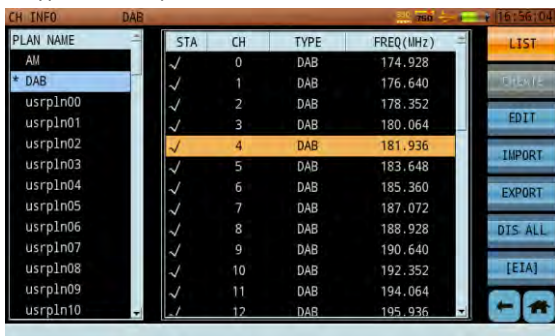 CH INFO DAB 750 16:56:04
PLAN NAME
AM
* DAB
usrpln00
usrpln01
usrpln02
usrpln03
usrpln04
usrpln05
usrpln06
usrpln07
usrpln08
usrpln09
usrpln10
STA CH TYPE FREQ(MHz)
✓ 0 DAB 174.928
✓ 1 DAB 176.640
✓ 2 DAB 178.352
✓ 3 DAB 180.064
✓ 4 DAB 181.936
✓ 5 DAB 183.648
✓ 6 DAB 185.360
✓ 7 DAB 187.072
✓ 8 DAB 188.928
✓ 9 DAB 190.640
✓ 10 DAB 192.352
✓ 11 DAB 194.064
✓ 12 DAB 195.936
LIST
CREATE
EDIT
IMPORT
EXPORT
DIS ALL
[EIA]